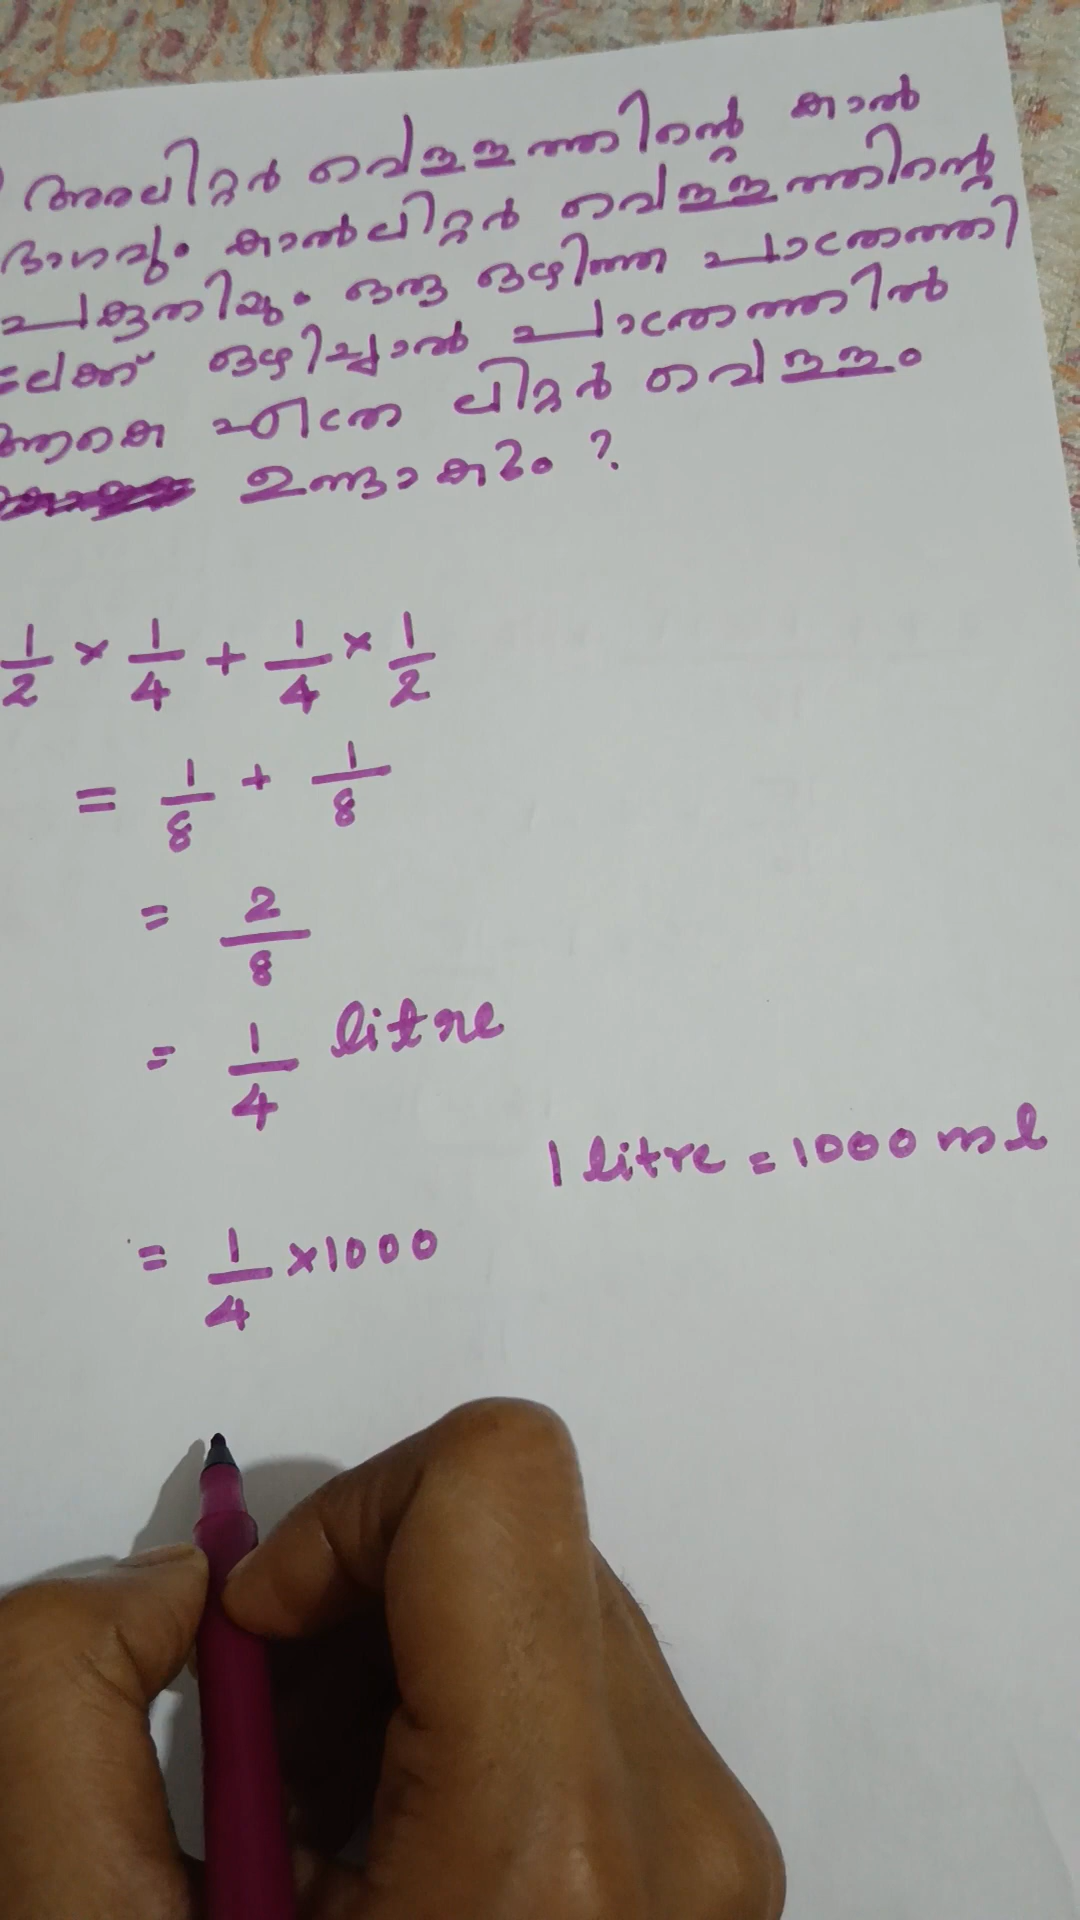 അരലിറ്റർ വെള്ളത്തിന്റെ കാൽ
ഭാഗവും കാൽലിറ്റർ വെള്ളത്തിന്റെ
പകുതിയും ഒരു ഒഴിഞ്ഞ പാത്രത്തി
ലേക്ക് ഒഴിച്ചാൽ പാത്രത്തിൽ
ആകെ എത്ര ലിറ്റർ വെള്ളം
ഉണ്ടാകും ?
1/2 × 1/4 + 1/4 × 1/2
= 1/8 + 1/8
= 2/8
= 1/4 litre
1 litre = 1000 ml
= 1/4 ×1000